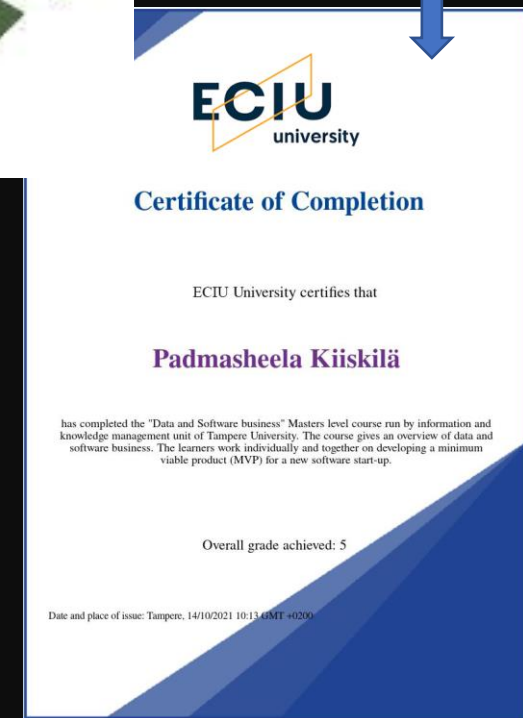 ECIU
university
Certificate of Completion
ECIU University certifies that
Padmasheela Kiiskilä
has completed the "Data and Software business" Masters level course run by information and
knowledge management unit of Tampere University. The course gives an overview of data and
software business. The learners work individually and together on developing a minimum
viable product (MVP) for a new software start-up.
Overall grade achieved: 5
Date and place of issue: Tampere, 14/10/2021 10:13 GMT +0200